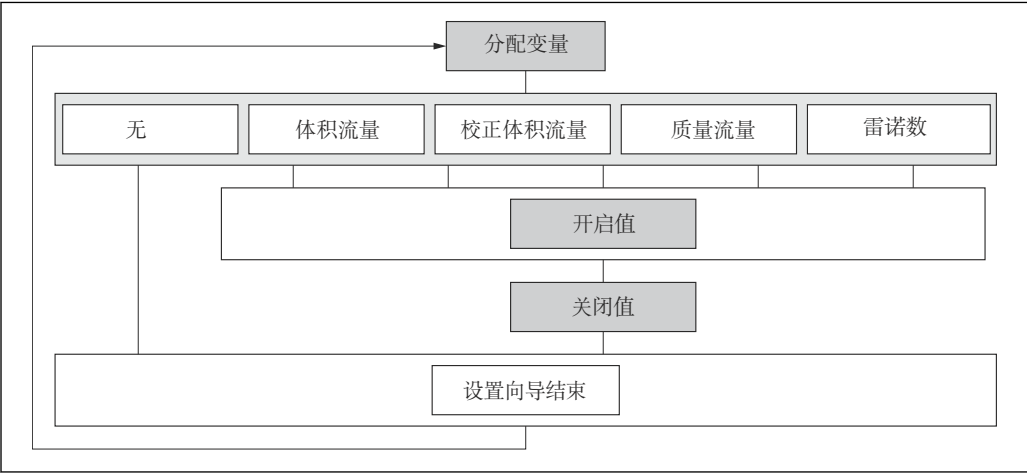 分配变量
无
体积流量
校正体积流量
质量流量
雷诺数
开启值
关闭值
设置向导结束